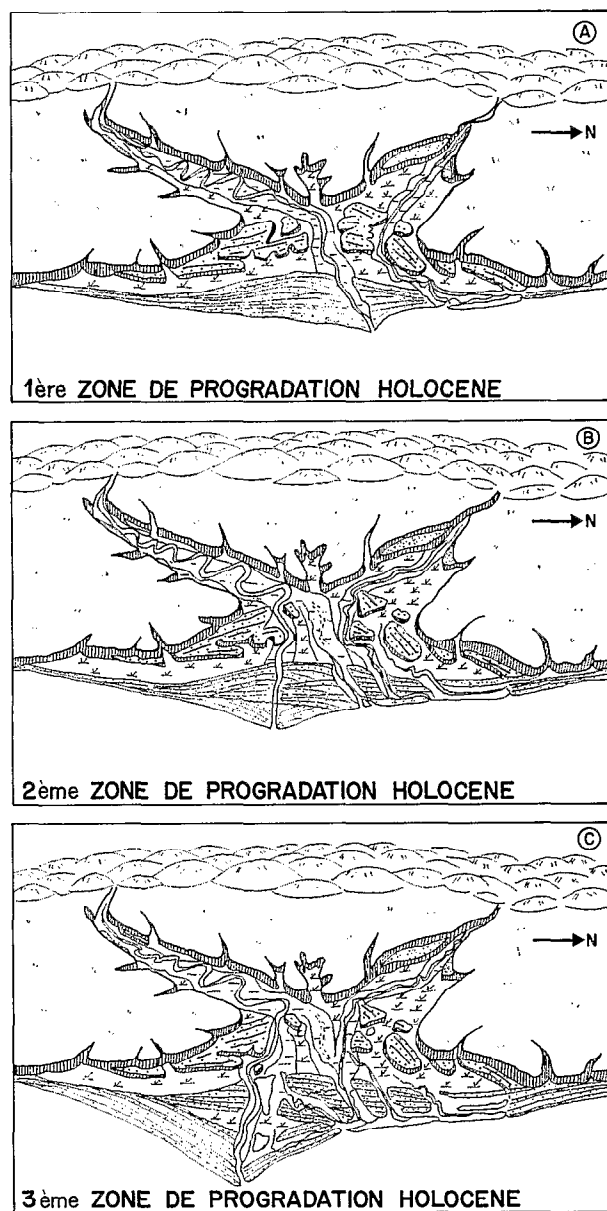 Ⓐ
N
1ère ZONE DE PROGRADATION HOLOCENE
Ⓑ
N
2ème ZONE DE PROGRADATION HOLOCENE
Ⓒ
N
3ème ZONE DE PROGRADATION HOLOCENE